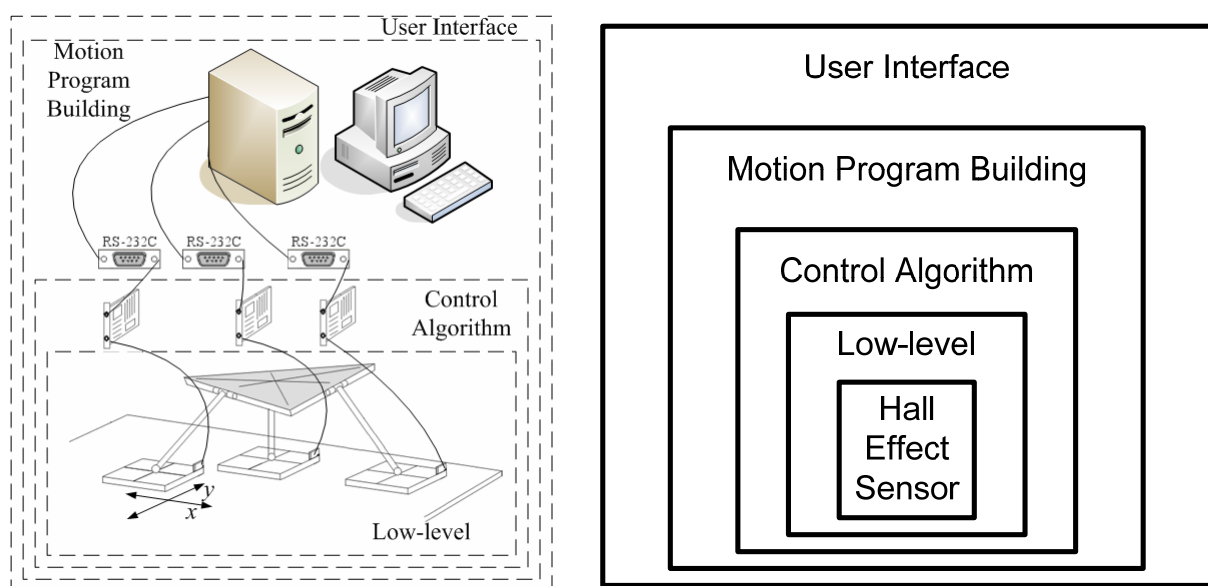 User Interface
Motion
Program
Building
RS-232C
RS-232C
RS-232C
Control
Algorithm
y
x
Low-level
User Interface
Motion Program Building
Control Algorithm
Low-level
Hall
Effect
Sensor